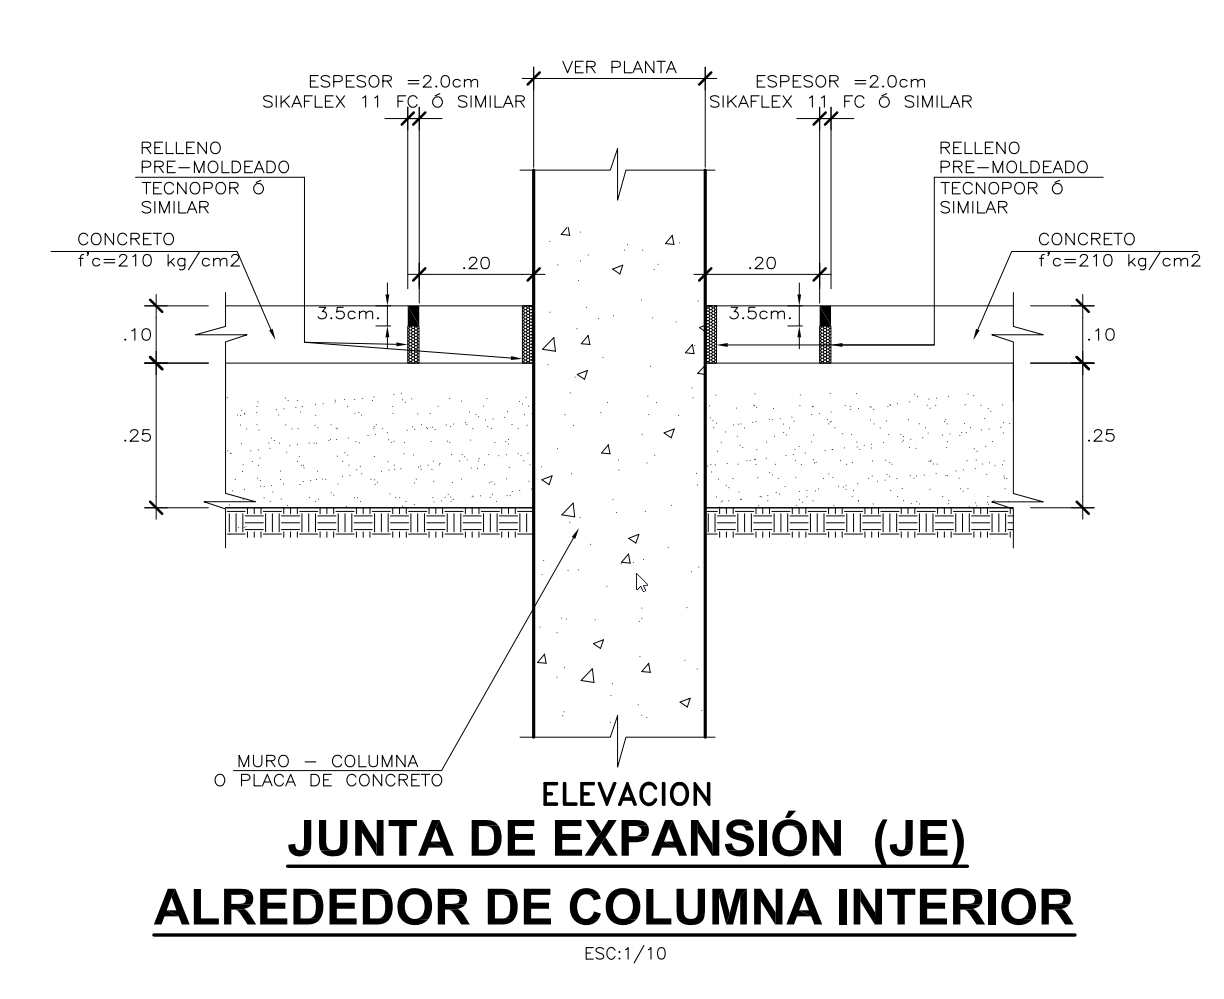 VER PLANTA
ESPESOR =2.0cm
SIKAFLEX 11 FC Ó SIMILAR
ESPESOR =2.0cm
SIKAFLEX 11 FC Ó SIMILAR
RELLENO
PRE-MOLDEADO
TECNOPOR Ó
SIMILAR
RELLENO
PRE-MOLDEADO
TECNOPOR Ó
SIMILAR
CONCRETO
f'c=210 kg/cm2
CONCRETO
f'c=210 kg/cm2
.20
.20
3.5cm.
3.5cm.
.10
.10
.25
.25
MURO - COLUMNA
O PLACA DE CONCRETO
ELEVACION
JUNTA DE EXPANSIÓN (JE)
ALREDEDOR DE COLUMNA INTERIOR
ESC:1/10